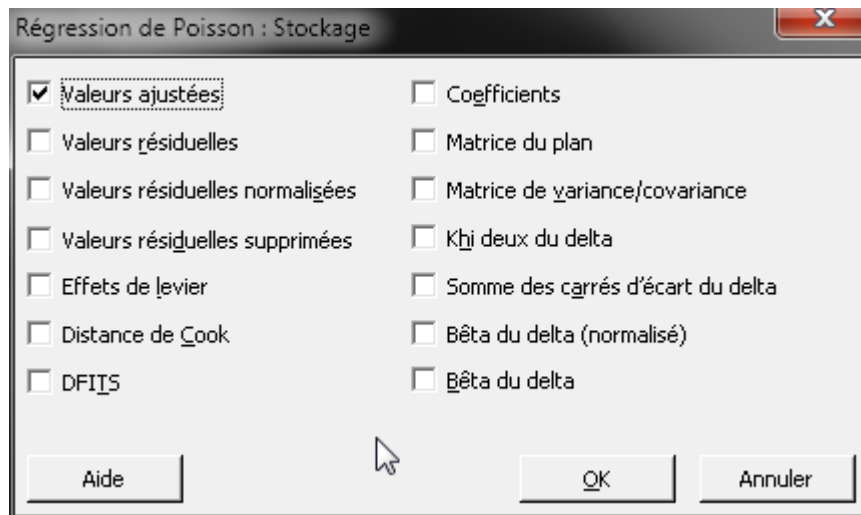 Régression de Poisson : Stockage
Valeurs ajustées
Valeurs résiduelles
Valeurs résiduelles normalisées
Valeurs résiduelles supprimées
Effets de levier
Distance de Cook
DFITS
Coefficients
Matrice du plan
Matrice de variance/covariance
Khi deux du delta
Somme des carrés d'écart du delta
Bêta du delta (normalisé)
Bêta du delta
Aide
OK
Annuler